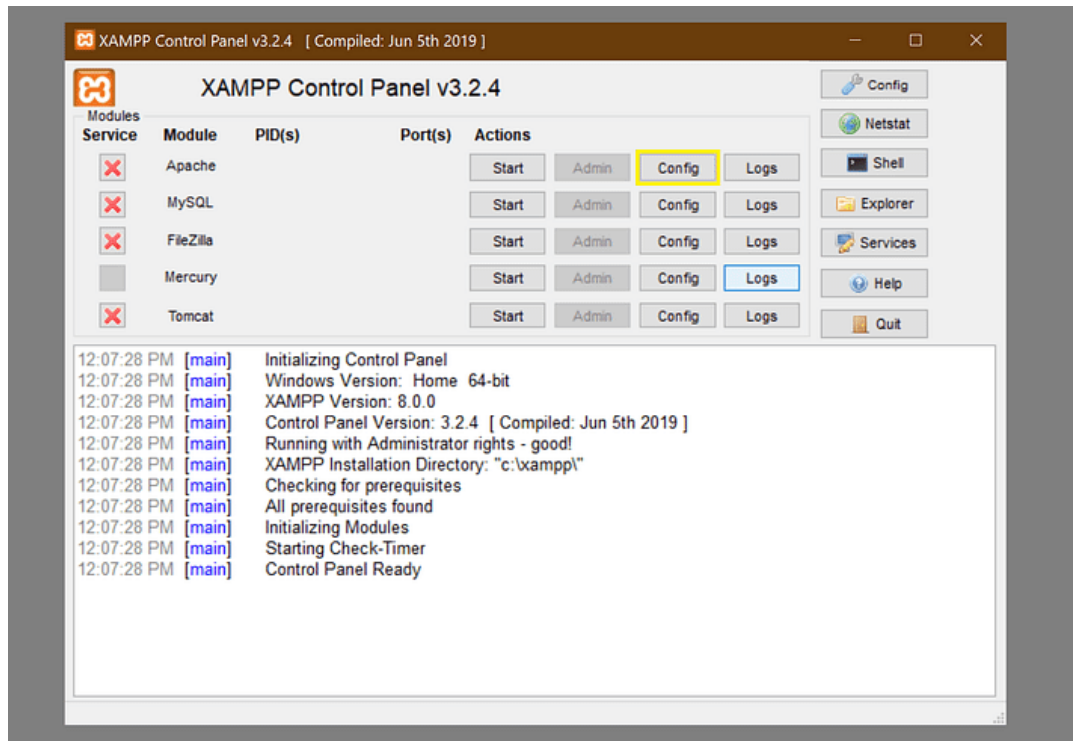 XAMPP Control Panel v3.2.4 [ Compiled: Jun 5th 2019 ]
XAMPP Control Panel v3.2.4
Config
Modules
Netstat
Service Module PID(s) Port(s) Actions
Apache Start Admin Config Logs
Shell
MySQL Start Admin Config Logs
Explorer
FileZilla Start Admin Config Logs
Services
Mercury Start Admin Config Logs
Help
Tomcat Start Admin Config Logs
Quit
12:07:28 PM [main] Initializing Control Panel
12:07:28 PM [main] Windows Version: Home 64-bit
12:07:28 PM [main] XAMPP Version: 8.0.0
12:07:28 PM [main] Control Panel Version: 3.2.4 [ Compiled: Jun 5th 2019 ]
12:07:28 PM [main] Running with Administrator rights - good!
12:07:28 PM [main] XAMPP Installation Directory: "c:\xampp\"
12:07:28 PM [main] Checking for prerequisites
12:07:28 PM [main] All prerequisites found
12:07:28 PM [main] Initializing Modules
12:07:28 PM [main] Starting Check-Timer
12:07:28 PM [main] Control Panel Ready